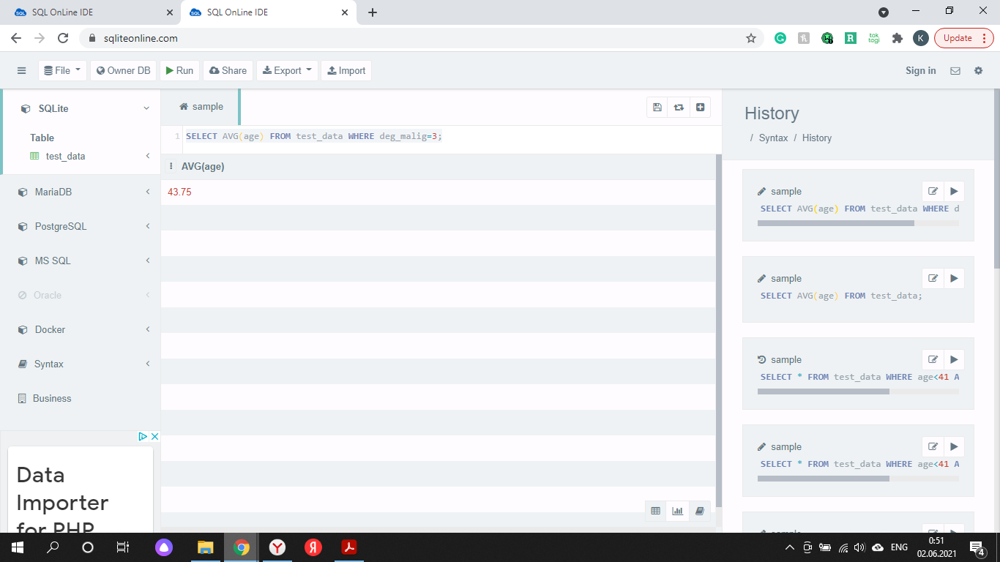 SQL OnLine IDE
SQL OnLine IDE
sqliteonline.com
K
Update
File
Owner DB
Run
Share
Export
Import
Sign in
SQLite
Table
test_data
MariaDB
PostgreSQL
MS SQL
Oracle
Docker
Syntax
Business
Data
Importer
for PHP
sample
1 SELECT AVG(age) FROM test_data WHERE deg_malig=3;
AVG(age)
43.75
History
/ Syntax / History
sample
SELECT AVG(age) FROM test_data WHERE d
sample
SELECT AVG(age) FROM test_data;
sample
SELECT * FROM test_data WHERE age<41 A
sample
SELECT * FROM test_data WHERE age<41 A
sample
ENG
0:51
02.06.2021
4